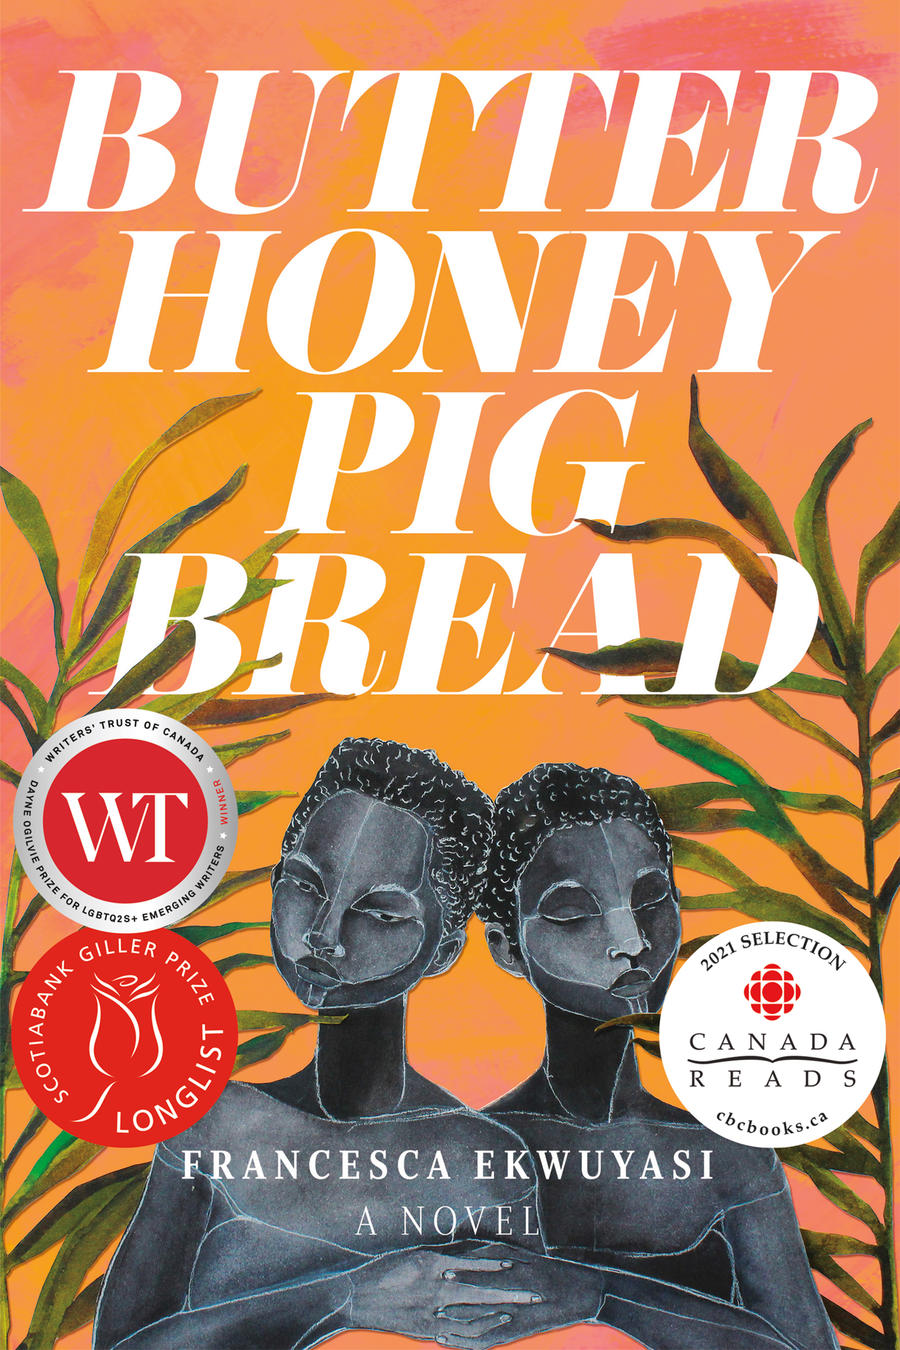 BUTTER
HONEY
PIG
BREAD
WRITERS' TRUST OF CANADA
WINNER
DAYNE OGILVIE PRIZE FOR LGBTQ2S+ EMERGING WRITERS
WT
SCOTIABANK GILLER PRIZE
LONGLIST
2021 SELECTION
CANADA
READS
cbcbooks.ca
FRANCESCA EKWUYASI
A NOVEL